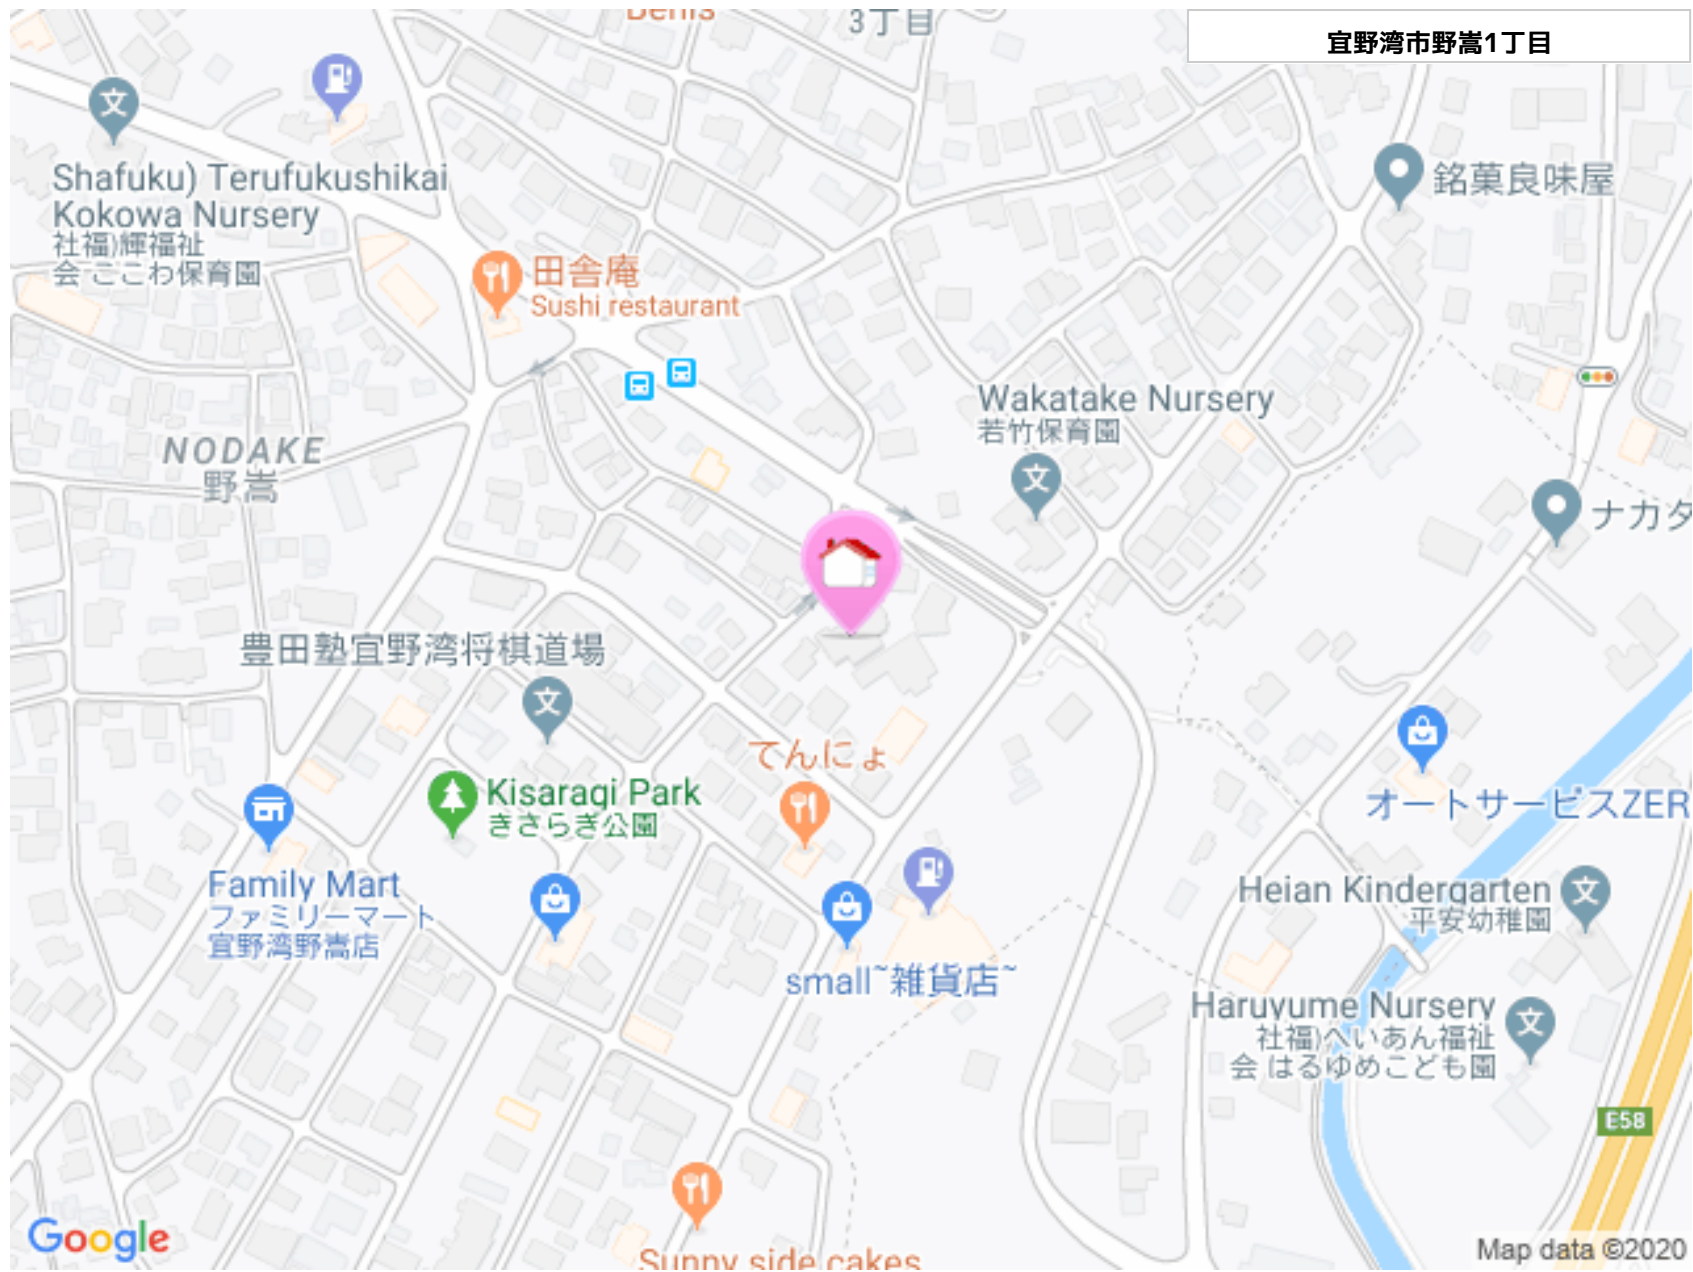 Denis
3丁目
宜野湾市野嵩1丁目
Shafuku) Terufukushikai
Kokowa Nursery
社福)輝福祉
会 ここわ保育園
銘菓良味屋
田舎庵
Sushi restaurant
Wakatake Nursery
若竹保育園
NODAKE
野嵩
ナカタ
豊田塾宜野湾将棋道場
てんにょ
Kisaragi Park
きさらぎ公園
オートサービスZER
Family Mart
ファミリーマート
宜野湾野嵩店
Heian Kindergarten
平安幼稚園
small~雑貨店~
Haruyume Nursery
社福)へいあん福祉
会 はるゆめこども園
E58
Sunny side cakes
Google
Map data ©2020